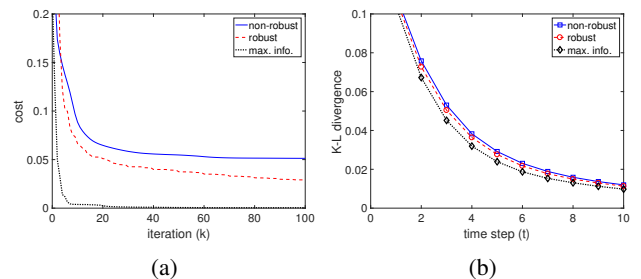 0.2
0.15
0.1
0.05
0
cost
0 20 40 60 80 100
iteration (k)
non-robust
robust
max. info.
(a)
0.1
0.08
0.06
0.04
0.02
0
K-L divergence
0 2 4 6 8 10
time step (t)
non-robust
robust
max. info.
(b)